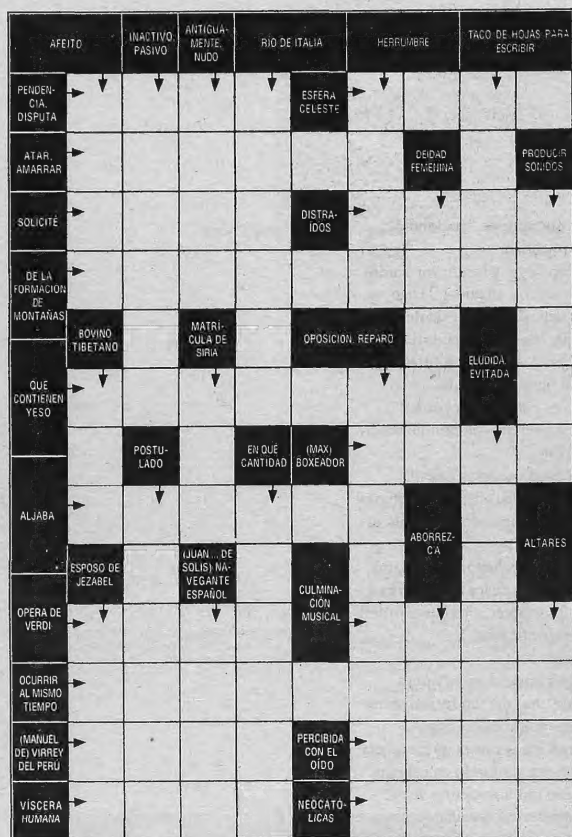 AFEITO
INACTIVO,
PASIVO
ANTIGUA-
MENTE,
NUDO
RÍO DE ITALIA
HERRUMBRE
TACO DE HOJAS PARA
ESCRIBIR
PENDEN-
CIA,
DISPUTA
ESFERA
CELESTE
ATAR,
AMARRAR
DEIDAD
FEMENINA
PRODUCIR
SONIDOS
SOLICITÉ
DISTRA-
ÍDOS
DE LA
FORMACIÓN
DE
MONTAÑAS
BOVINO
TIBETANO
MATRÍ-
CULA DE
SIRIA
OPOSICIÓN, REPARO
ELUDIDA,
EVITADA
QUE
CONTIENEN
YESO
POSTU-
LADO
EN QUÉ
CANTIDAD
(MAX)
BOXEADOR
ALJABA
ABORREZ-
CA
ALTARES
ESPOSO DE
JEZABEL
(JUAN... DE
SOLIS) NA-
VEGANTE
ESPAÑOL
CULMINA-
CIÓN
MUSICAL
OPERA DE
VERDI
OCURRIR
AL MISMO
TIEMPO
(MANUEL
DE) VIRREY
DEL PERÚ
PERCIBIDA
CON EL
OÍDO
VÍSCERA
HUMANA
NEOCATÓ-
LICAS